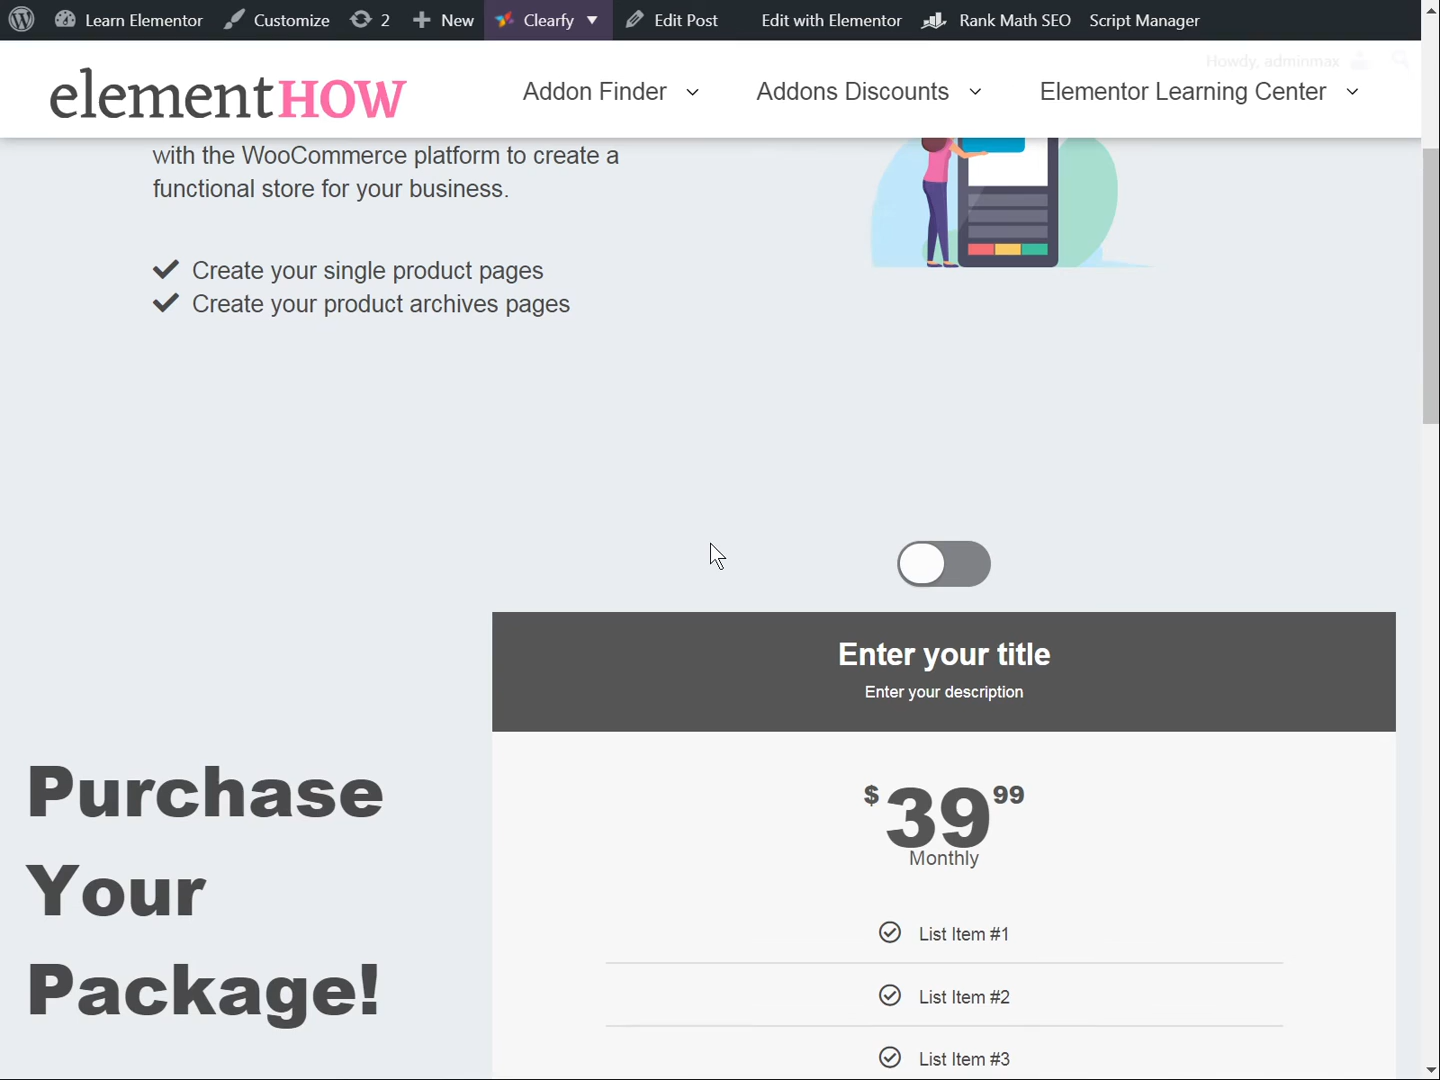 Learn Elementor Customize 2 New Clearfy ▼ Edit Post Edit with Elementor Rank Math SEO Script Manager
Howdy, adminmax
elementHOW Addon Finder Addons Discounts Elementor Learning Center
with the WooCommerce platform to create a
functional store for your business.
Create your single product pages
Create your product archives pages
Enter your title
Enter your description
$39 99
Monthly
List Item #1
List Item #2
List Item #3
Purchase
Your
Package!